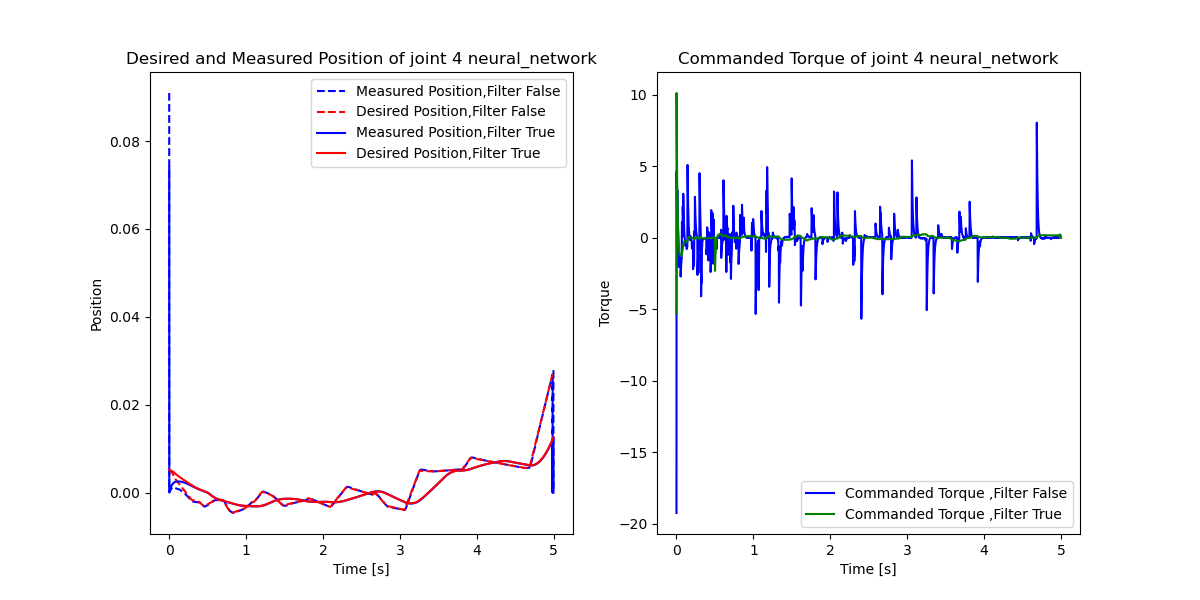 Desired and Measured Position of joint 4 neural_network
Measured Position,Filter False
Desired Position,Filter False
Measured Position,Filter True
Desired Position,Filter True
0.08
0.06
0.04
0.02
0.00
Position
0 1 2 3 4 5
Time [s]
Commanded Torque of joint 4 neural_network
10
5
0
−5
−10
−15
−20
Torque
Commanded Torque ,Filter False
Commanded Torque ,Filter True
0 1 2 3 4 5
Time [s]